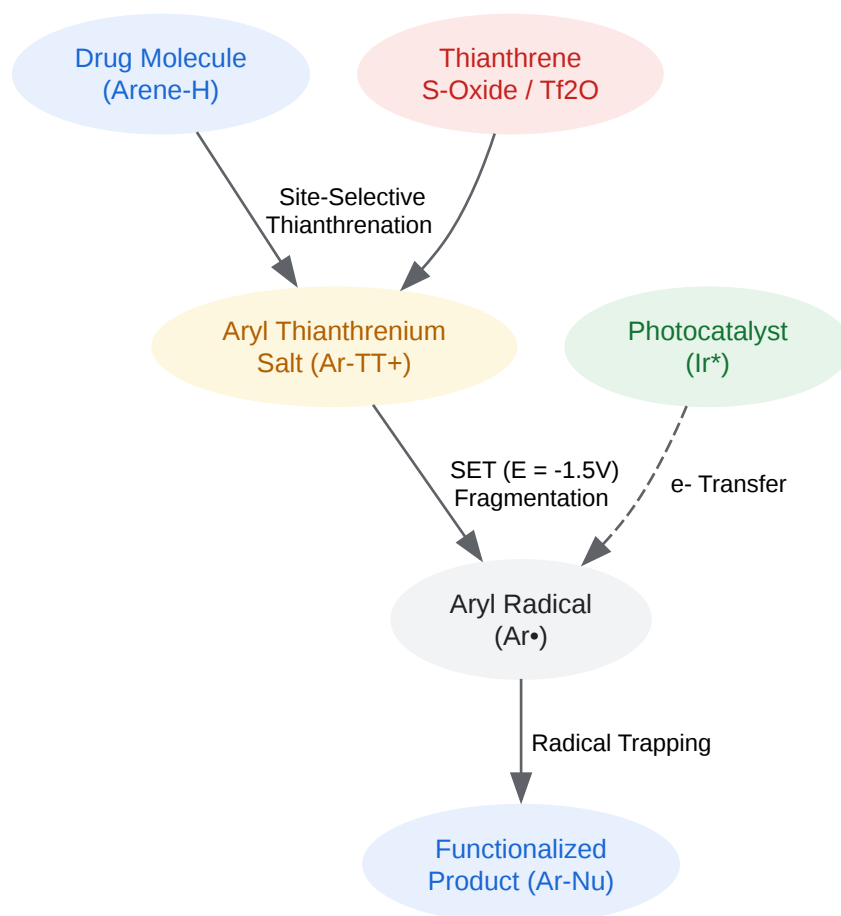 Drug Molecule
(Arene-H)
Thianthrene
S-Oxide / Tf2O
Site-Selective
Thianthrenation
Aryl Thianthrenium
Salt (Ar-TT+)
Photocatalyst
(Ir*)
SET (E = -1.5V)
Fragmentation
e- Transfer
Aryl Radical
(Ar•)
Radical Trapping
Functionalized
Product (Ar-Nu)